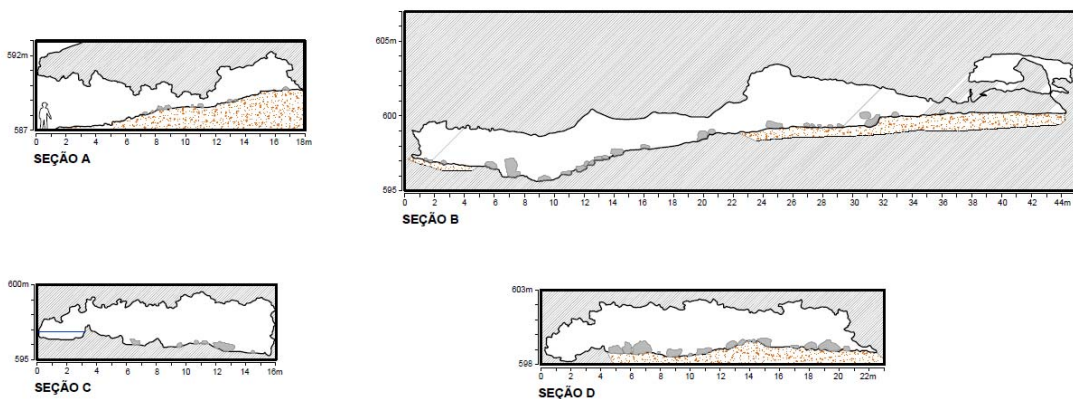 592m
587
0 2 4 6 8 10 12 14 16 18m
SEÇÃO A
605m
600
595
0 2 4 6 8 10 12 14 16 18 20 22 24 26 28 30 32 34 36 38 40 42 44m
SEÇÃO B
600m
595
0 2 4 6 8 10 12 14 16m
SEÇÃO C
603m
598
0 2 4 6 8 10 12 14 16 18 20 22m
SEÇÃO D